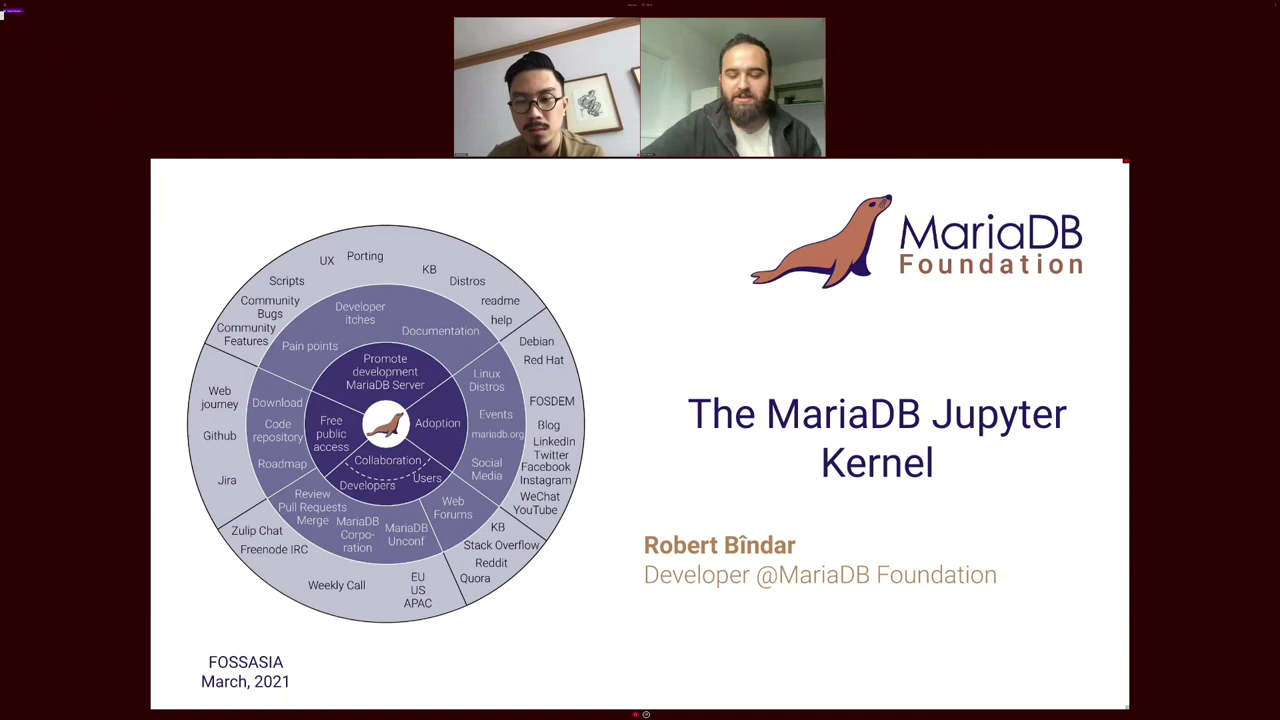 MariaDB
Foundation
UX
Porting
KB
Scripts
Distros
Community
Bugs
readme
Community
Features
help
Developer
itches
Documentation
Pain points
Debian
Red Hat
Promote
development
MariaDB Server
Linux
Distros
Web
journey
Download
FOSDEM
Free
public
access
Adoption
Events
Code
repository
mariadb.org
Github
Blog
LinkedIn
Twitter
Facebook
Instagram
WeChat
YouTube
Roadmap
Collaboration
Social
Media
Developers
Users
Jira
Review
Pull Requests
Merge
MariaDB
Corpo-
ration
MariaDB
Unconf
Web
Forums
Zulip Chat
Freenode IRC
KB
Stack Overflow
Reddit
Quora
Weekly Call
EU
US
APAC
The MariaDB Jupyter
Kernel
Robert Bîndar
Developer @MariaDB Foundation
FOSSASIA
March, 2021